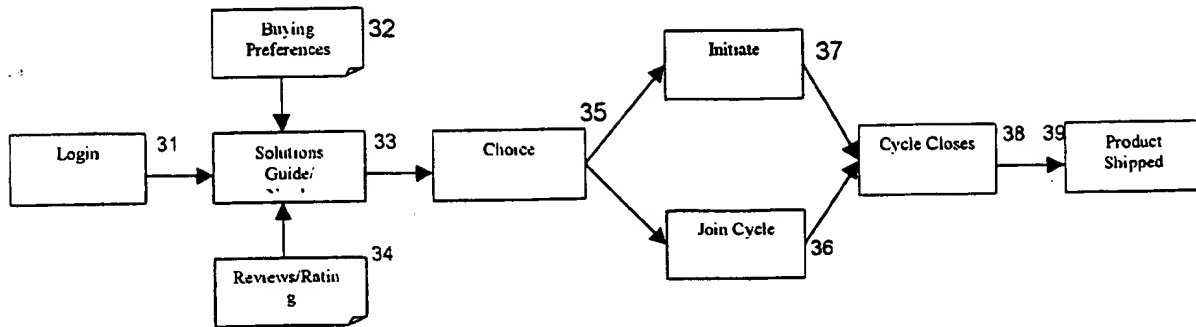 Buying
Preferences
32
Login
31
Solutions
Guide/
33
Reviews/Ratin
g
34
Choice
35
Initiate
37
Join Cycle
36
Cycle Closes
38
39
Product
Shipped